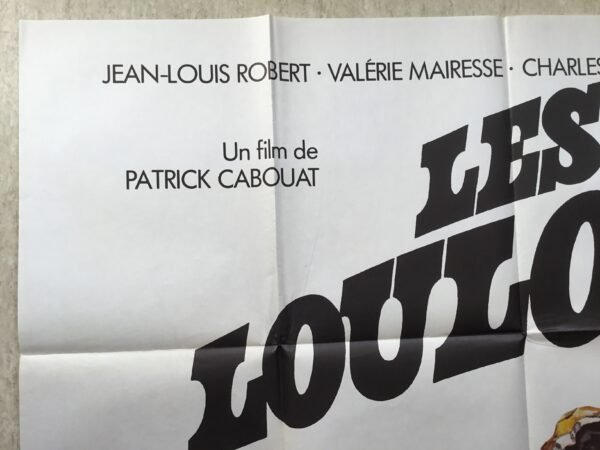 JEAN-LOUIS ROBERT · VALÉRIE MAIRESSE · CHARLES
Un film de
PATRICK CABOUAT
LES
LOULO